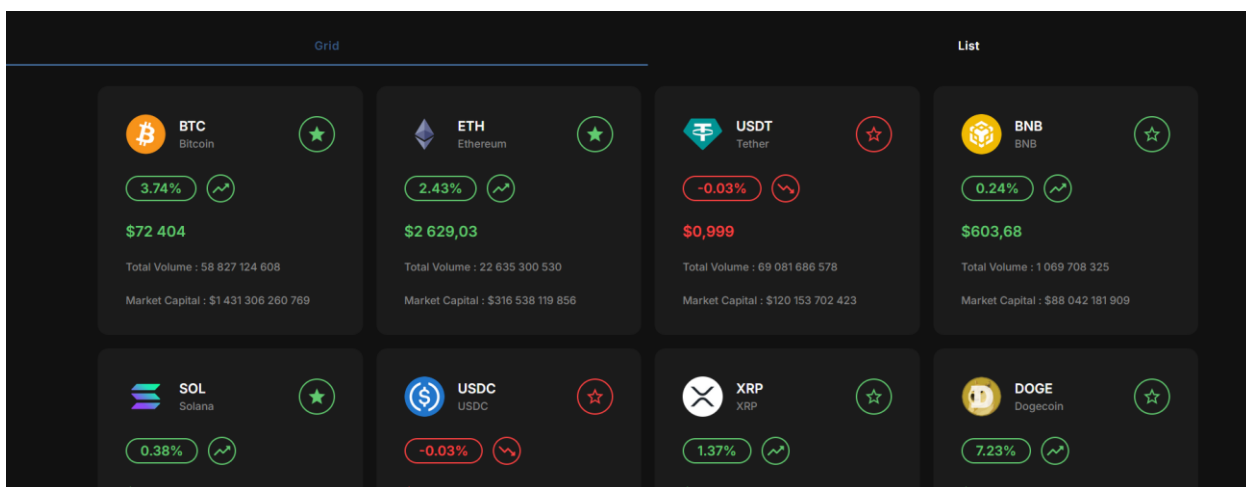 Grid List
BTC
Bitcoin
3.74%
$72 404
Total Volume : 58 827 124 608
Market Capital : $1 431 306 260 769
ETH
Ethereum
2.43%
$2 629,03
Total Volume : 22 635 300 530
Market Capital : $316 538 119 856
USDT
Tether
-0.03%
$0,999
Total Volume : 69 081 686 578
Market Capital : $120 153 702 423
BNB
BNB
0.24%
$603,68
Total Volume : 1 069 708 325
Market Capital : $88 042 181 909
SOL
Solana
0.38%
USDC
USDC
-0.03%
XRP
XRP
1.37%
DOGE
Dogecoin
7.23%